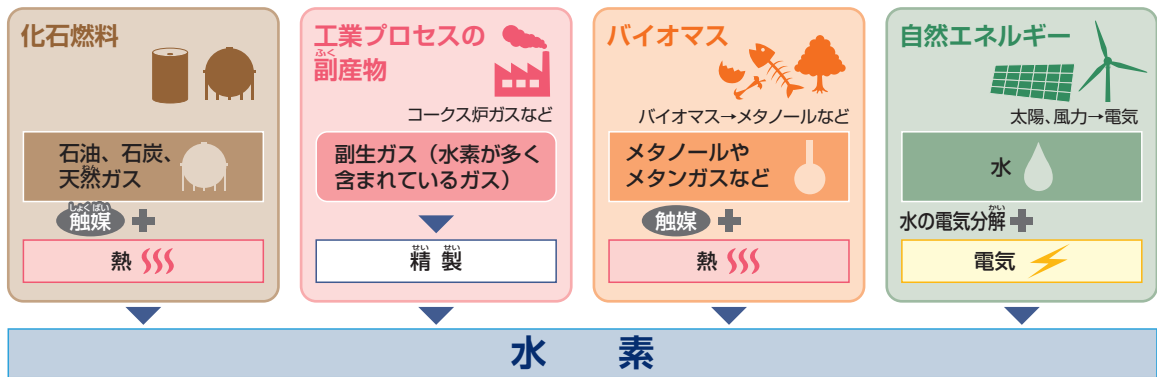 化石燃料
石油、石炭、
天然ガス
ねん
触媒
しょくばい
熱
工業プロセスの
副産物
ふく
コークス炉ガスなど
副生ガス（水素が多く
含まれているガス）
精製
せい せい
バイオマス
バイオマス→メタノールなど
メタノールや
メタンガスなど
触媒
熱
自然エネルギー
太陽、風力→電気
水
水の電気分解
かい
電気
水素